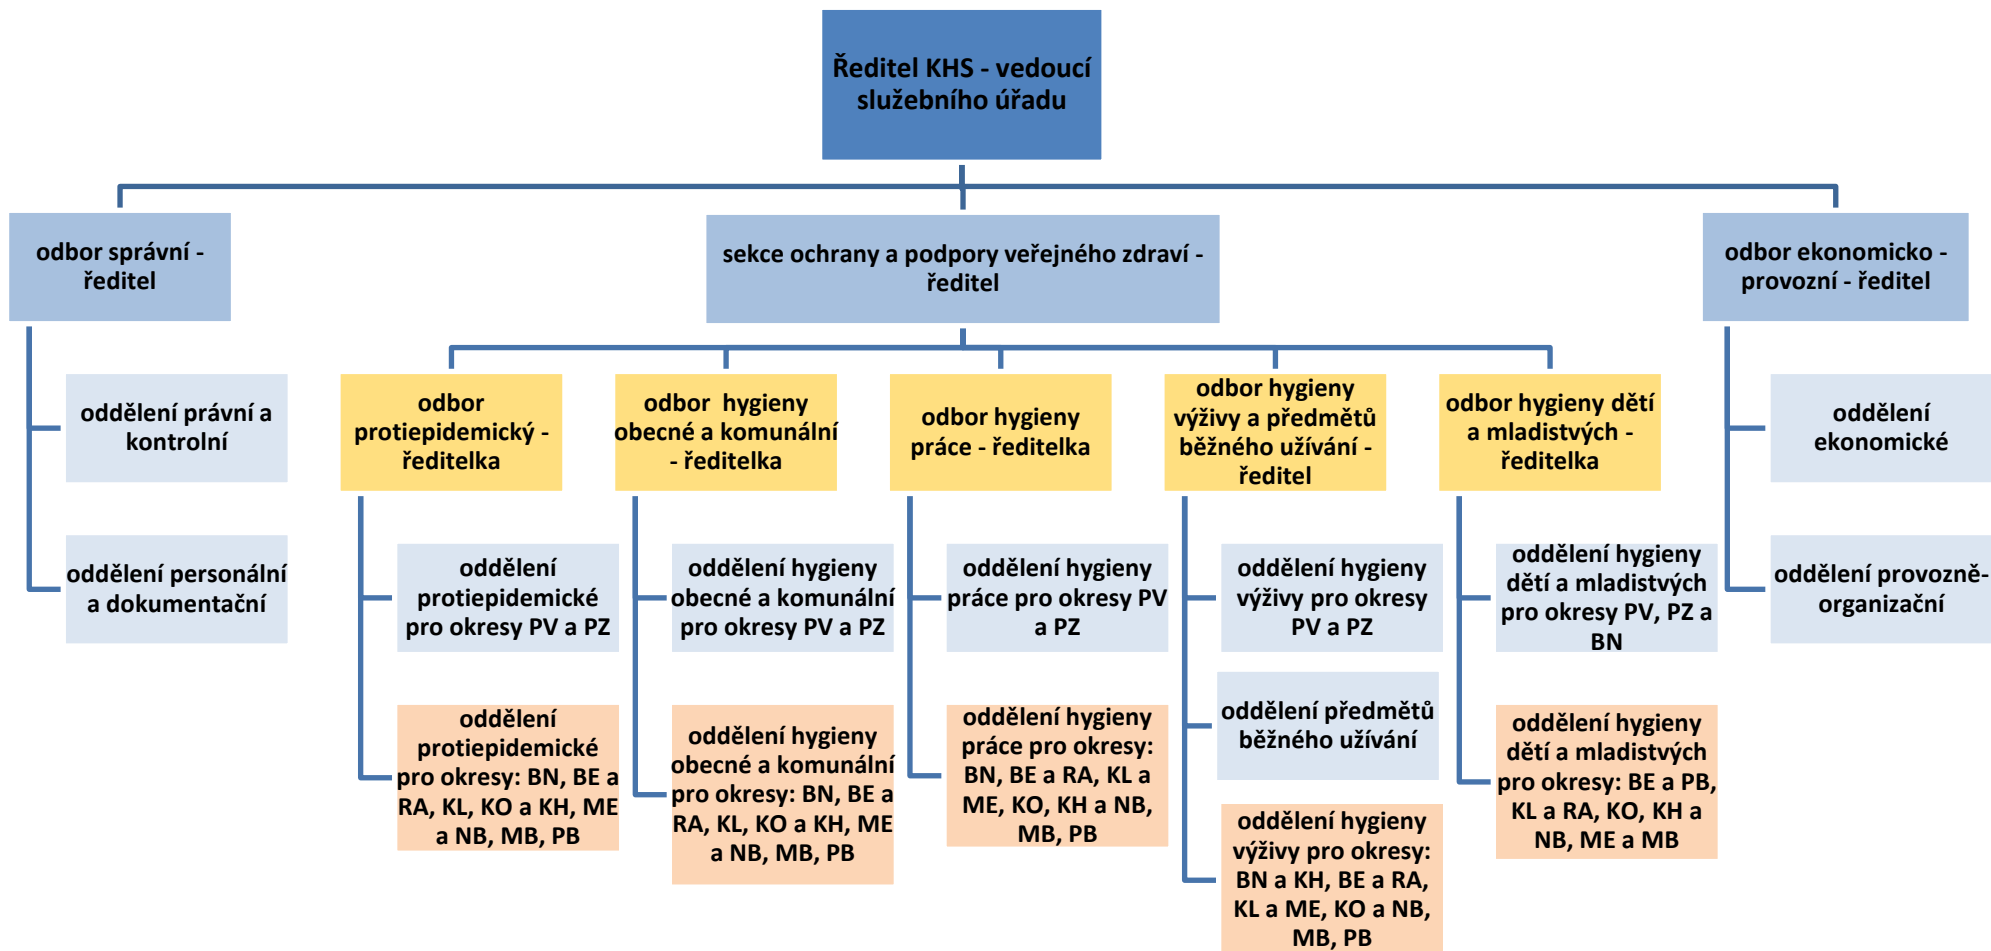 Ředitel KHS - vedoucí
služebního úřadu
odbor správní -
ředitel
sekce ochrany a podpory veřejného zdraví -
ředitel
odbor ekonomicko -
provozní - ředitel
oddělení právní a
kontrolní
oddělení personální
a dokumentační
odbor
protiepidemický -
ředitelka
odbor  hygieny
obecné a komunální
- ředitelka
odbor hygieny
práce - ředitelka
odbor hygieny
výživy a předmětů
běžného užívání -
ředitel
odbor hygieny dětí
a mladistvých -
ředitelka
oddělení
ekonomické
oddělení provozně-
organizační
oddělení
protiepidemické
pro okresy PV a PZ
oddělení hygieny
obecné a komunální
pro okresy PV a PZ
oddělení hygieny
práce pro okresy PV
a PZ
oddělení hygieny
výživy pro okresy
PV a PZ
oddělení hygieny
dětí a mladistvých
pro okresy PV, PZ a
BN
oddělení
protiepidemické
pro okresy: BN, BE a
RA, KL, KO a KH, ME
a NB, MB, PB
oddělení hygieny
obecné a komunální
pro okresy: BN, BE a
RA, KL, KO a KH, ME
a NB, MB, PB
oddělení hygieny
práce pro okresy:
BN, BE a RA, KL a
ME, KO, KH a NB,
MB, PB
oddělení předmětů
běžného užívání
oddělení hygieny
výživy pro okresy:
BN a KH, BE a RA,
KL a ME, KO a NB,
MB, PB
oddělení hygieny
dětí a mladistvých
pro okresy: BE a PB,
KL a RA, KO, KH a
NB, ME a MB